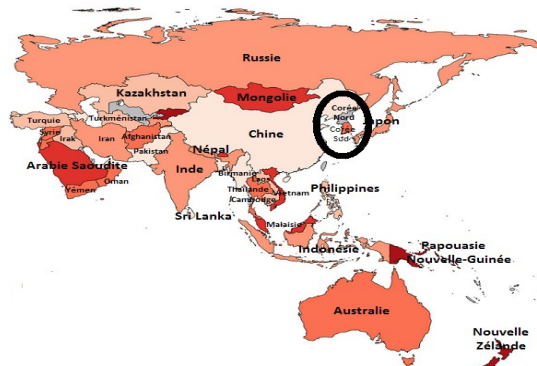 Russie
Kazakhstan
Mongolie
Corée
Nord
Japon
Turquie
Turkménistan
Chine
Corée
Sud
Syrie
Irak
Iran
Afghanistan
Pakistan
Népal
Arabie Saoudite
Inde
Birmanie
Laos
Oman
Yémen
Thaïlande
Vietnam
Cambodge
Philippines
Sri Lanka
Malaisie
Indonésie
Papouasie
Nouvelle-Guinée
Australie
Nouvelle
Zélande